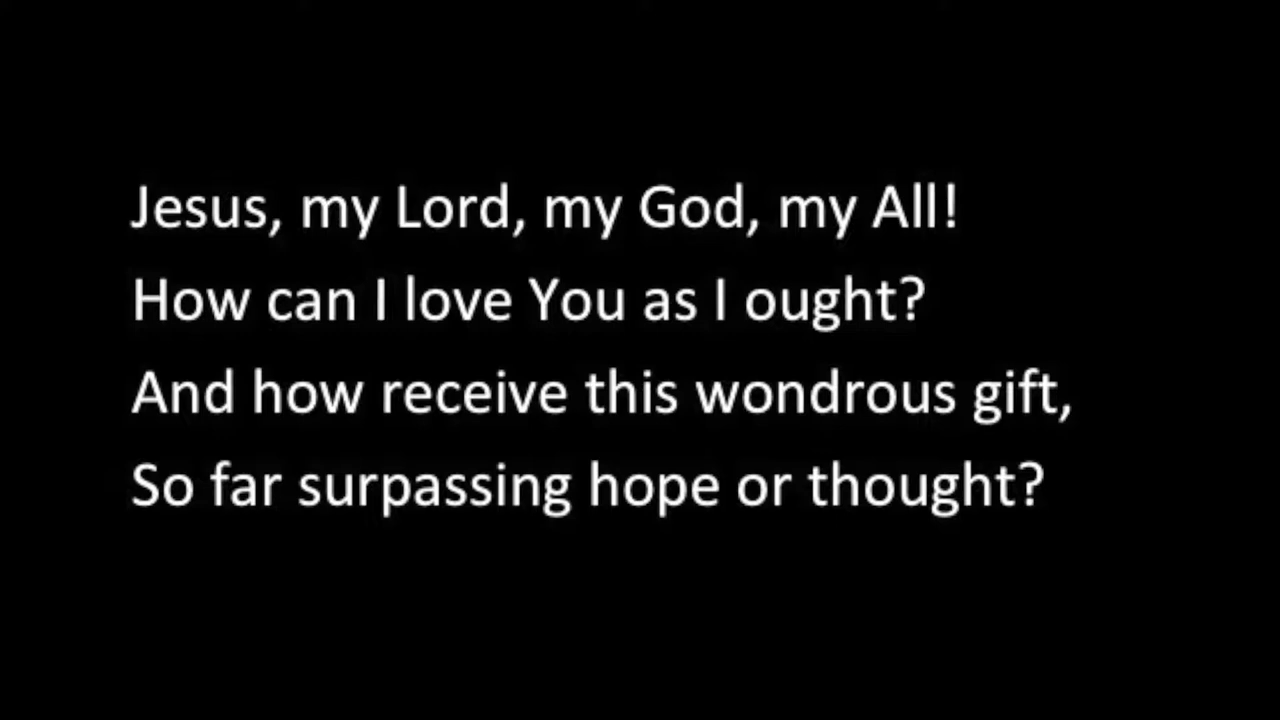 Jesus, my Lord, my God, my All!
How can I love You as I ought?
And how receive this wondrous gift,
So far surpassing hope or thought?